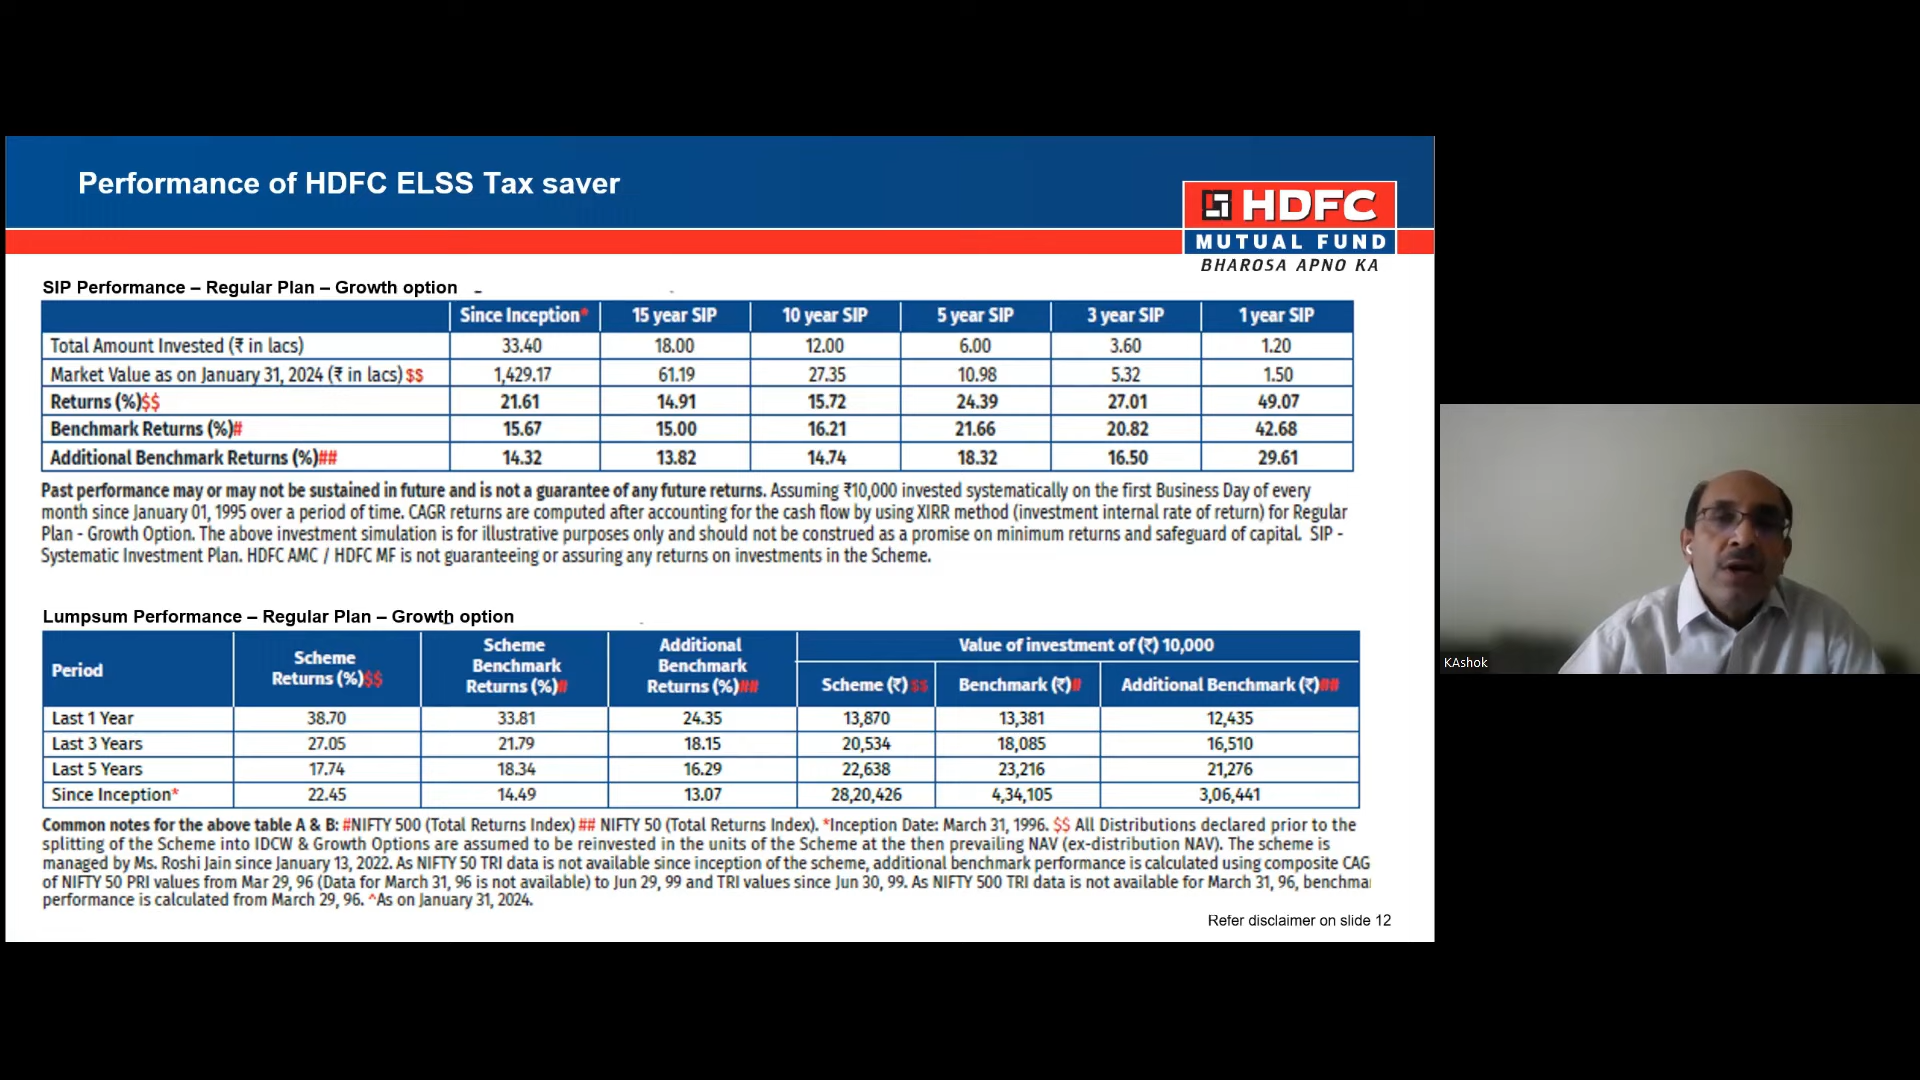 Performance of HDFC ELSS Tax saver
HDFC
MUTUAL FUND
BHAROSA APNO KA
SIP Performance – Regular Plan – Growth option
Since Inception* 15 year SIP 10 year SIP 5 year SIP 3 year SIP 1 year SIP
Total Amount Invested (₹ in lacs) 33.40 18.00 12.00 6.00 3.60 1.20
Market Value as on January 31, 2024 (₹ in lacs) $$ 1,429.17 61.19 27.35 10.98 5.32 1.50
Returns (%)$$ 21.61 14.91 15.72 24.39 27.01 49.07
Benchmark Returns (%)# 15.67 15.00 16.21 21.66 20.82 42.68
Additional Benchmark Returns (%)## 14.32 13.82 14.74 18.32 16.50 29.61
Past performance may or may not be sustained in future and is not a guarantee of any future returns. Assuming ₹10,000 invested systematically on the first Business Day of every
month since January 01, 1995 over a period of time. CAGR returns are computed after accounting for the cash flow by using XIRR method (investment internal rate of return) for Regular
Plan - Growth Option. The above investment simulation is for illustrative purposes only and should not be construed as a promise on minimum returns and safeguard of capital. SIP -
Systematic Investment Plan. HDFC AMC / HDFC MF is not guaranteeing or assuring any returns on investments in the Scheme.
Lumpsum Performance – Regular Plan – Growth option
Period Scheme Returns (%)$$ Scheme Benchmark Returns (%)# Additional Benchmark Returns (%)## Value of investment of (₹) 10,000
Scheme (₹) $$ Benchmark (₹)# Additional Benchmark (₹)##
Last 1 Year 38.70 33.81 24.35 13,870 13,381 12,435
Last 3 Years 27.05 21.79 18.15 20,534 18,085 16,510
Last 5 Years 17.74 18.34 16.29 22,638 23,216 21,276
Since Inception* 22.45 14.49 13.07 28,20,426 4,34,105 3,06,441
Common notes for the above table A & B: #NIFTY 500 (Total Returns Index) ## NIFTY 50 (Total Returns Index). *Inception Date: March 31, 1996. $$ All Distributions declared prior to the
splitting of the Scheme into IDCW & Growth Options are assumed to be reinvested in the units of the Scheme at the then prevailing NAV (ex-distribution NAV). The scheme is
managed by Ms. Roshi Jain since January 13, 2022. As NIFTY 50 TRI data is not available since inception of the scheme, additional benchmark performance is calculated using composite CAG
of NIFTY 50 PRI values from Mar 29, 96 (Data for March 31, 96 is not available) to Jun 29, 99 and TRI values since Jun 30, 99. As NIFTY 500 TRI data is not available for March 31, 96, benchmar
performance is calculated from March 29, 96. ^As on January 31, 2024.
Refer disclaimer on slide 12
KAshok